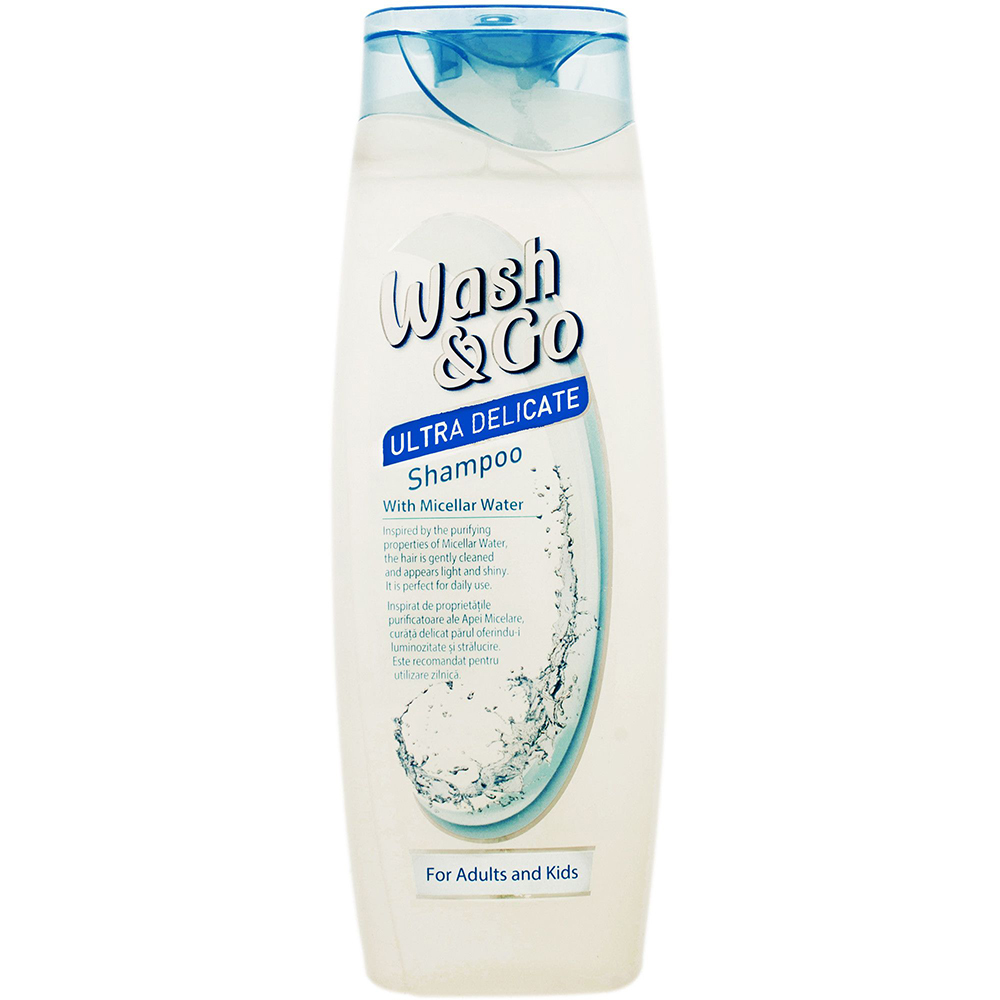 Wash
&Go
ULTRA DELICATE
Shampoo
With Micellar Water
Inspired by the purifying
properties of Micellar Water,
the hair is gently cleaned
and appears light and shiny.
It is perfect for daily use.
Inspirat de proprietățile
purificatoare ale Apei Micelare,
curăță delicat părul oferindu-i
luminozitate și strălucire.
Este recomandat pentru
utilizare zilnică.
For Adults and Kids